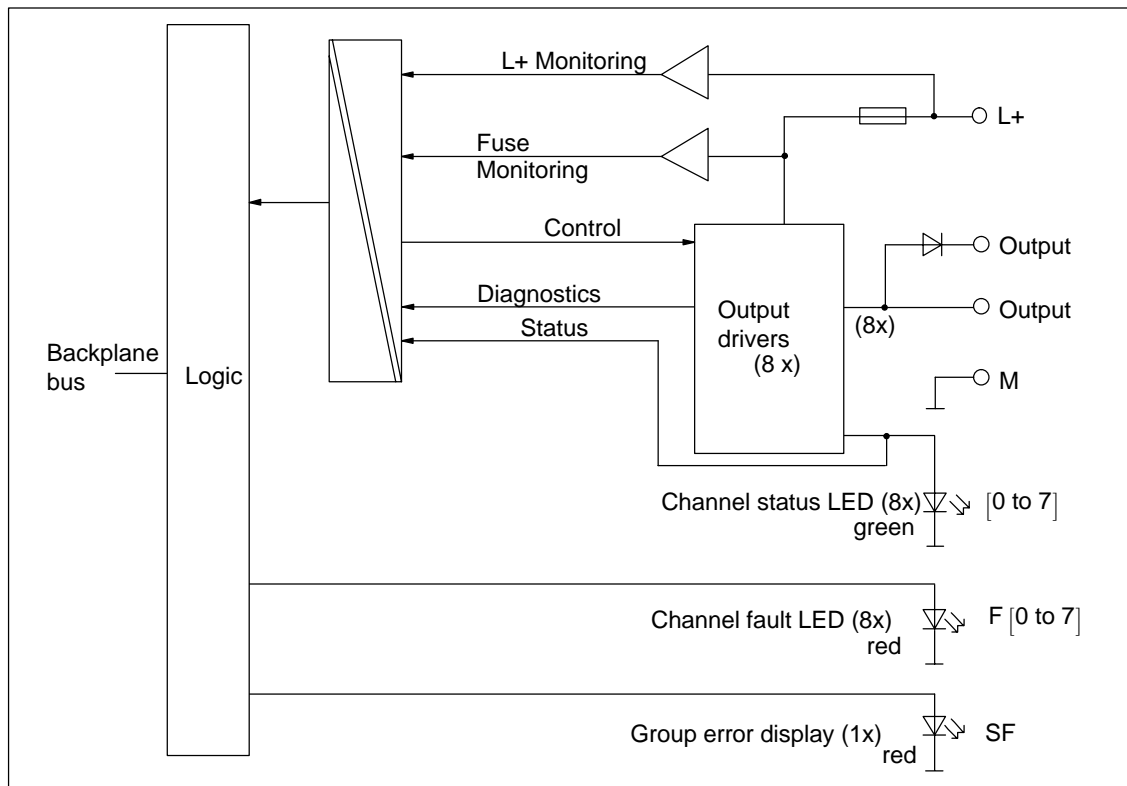 L+ Monitoring
L+
Fuse
Monitoring
Control
Output
Diagnostics
Output
drivers
(8 x)
(8x)
Output
Status
Backplane
bus
Logic
M
Channel status LED (8x)
green
[0 to 7]
Channel fault LED (8x)
red
F [0 to 7]
Group error display (1x)
red
SF